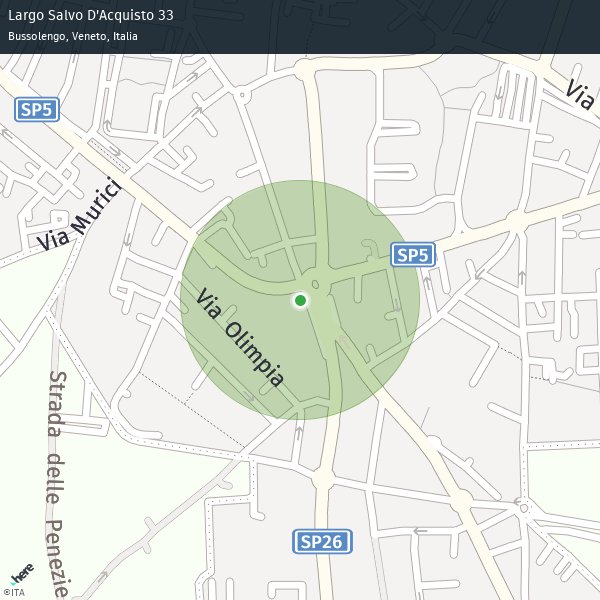 Largo Salvo D'Acquisto 33
Bussolengo, Veneto, Italia
Via
SP5
Via Murici
SP5
Via Olimpia
Strada delle Penezie
SP26
here
©ITA